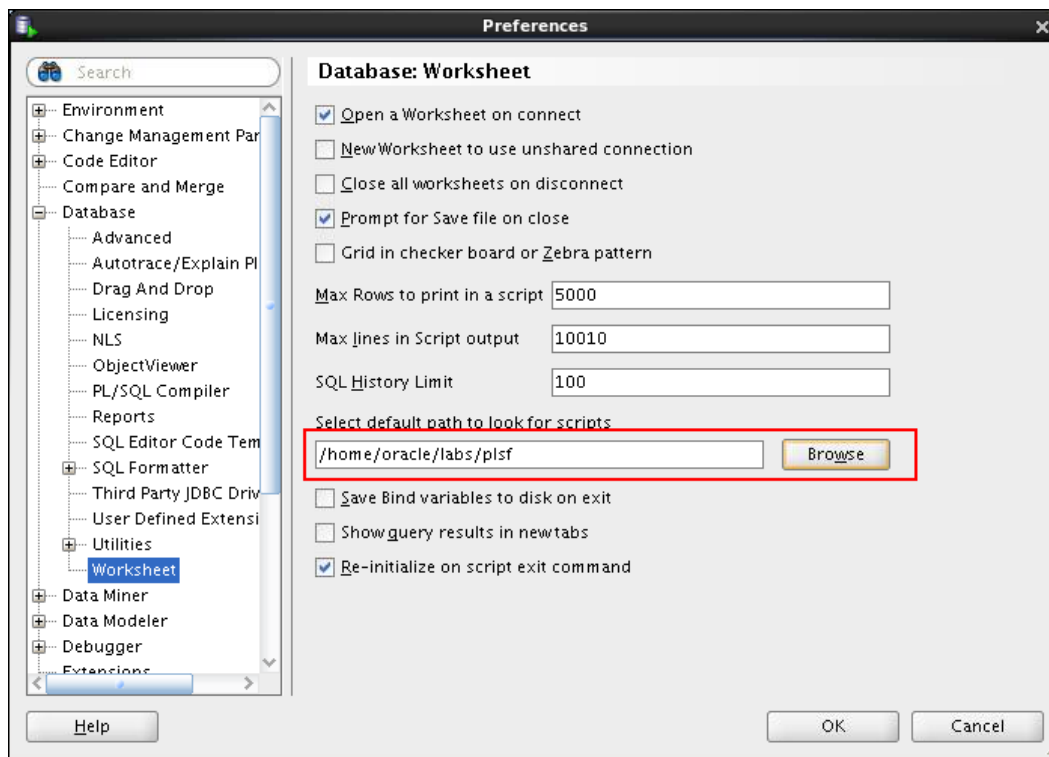 Preferences
Search
Environment
Change Management Par
Code Editor
Compare and Merge
Database
Advanced
Autotrace/Explain Pl
Drag And Drop
Licensing
NLS
ObjectViewer
PL/SQL Compiler
Reports
SQL Editor Code Tem
SQL Formatter
Third Party JDBC Driv
User Defined Extensi
Utilities
Worksheet
Data Miner
Data Modeler
Debugger
Extensions
Database: Worksheet
Open a Worksheet on connect
New Worksheet to use unshared connection
Close all worksheets on disconnect
Prompt for Save file on close
Grid in checker board or Zebra pattern
Max Rows to print in a script 5000
Max lines in Script output 10010
SQL History Limit 100
Select default path to look for scripts
/home/oracle/labs/plsf Browse
Save Bind variables to disk on exit
Show query results in new tabs
Re-initialize on script exit command
Help OK Cancel